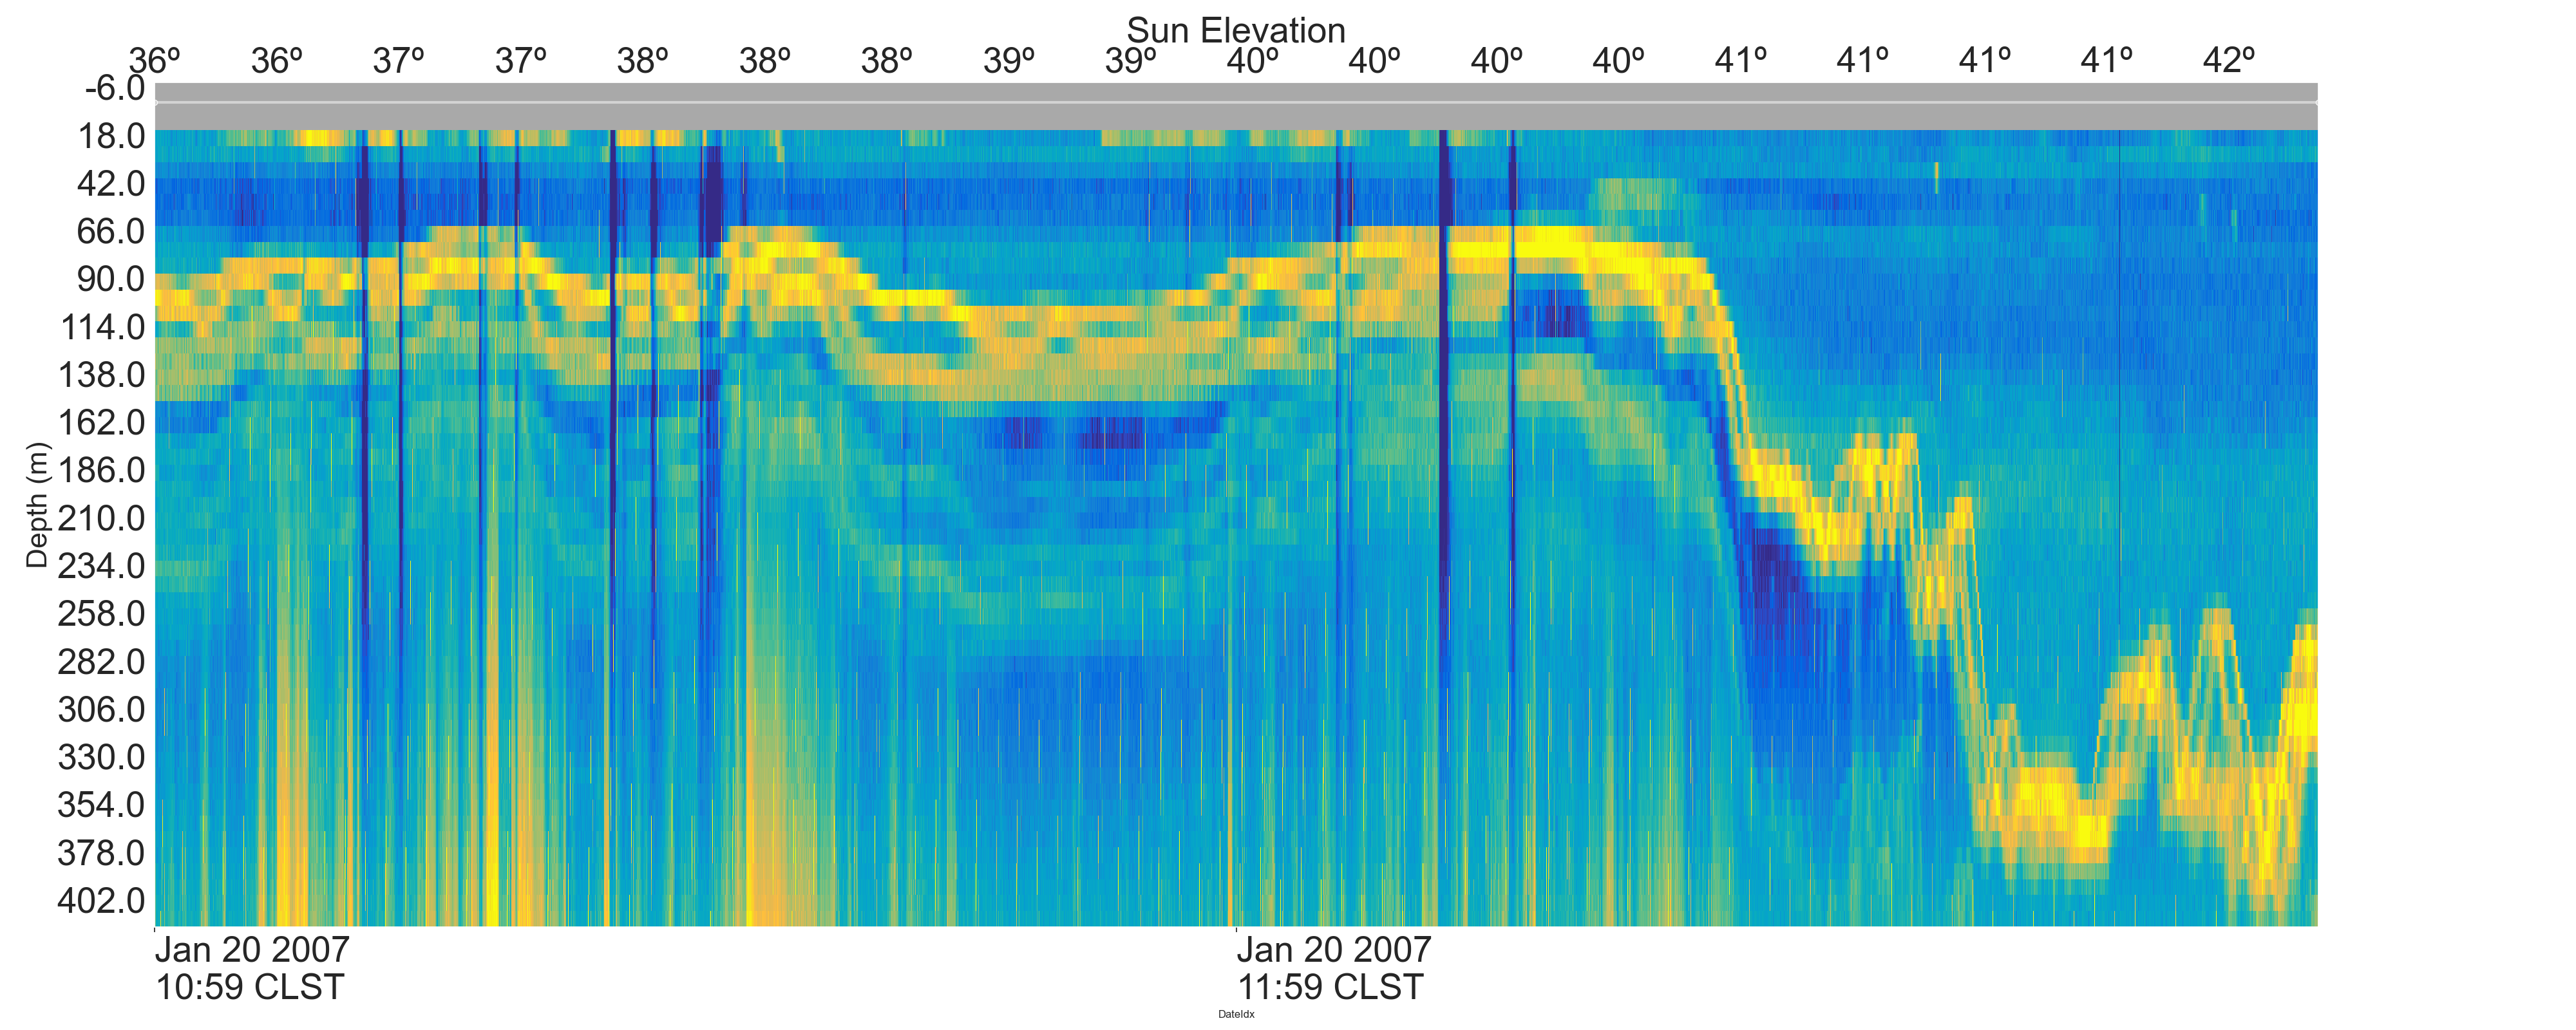 Sun Elevation
36º 36º 37º 37º 38º 38º 38º 39º 39º 40º 40º 40º 40º 41º 41º 41º 41º 42º
-6.0
18.0
42.0
66.0
90.0
114.0
138.0
162.0
186.0
210.0
234.0
258.0
282.0
306.0
330.0
354.0
378.0
402.0
Depth (m)
Jan 20 2007
10:59 CLST
Jan 20 2007
11:59 CLST
DateIdx